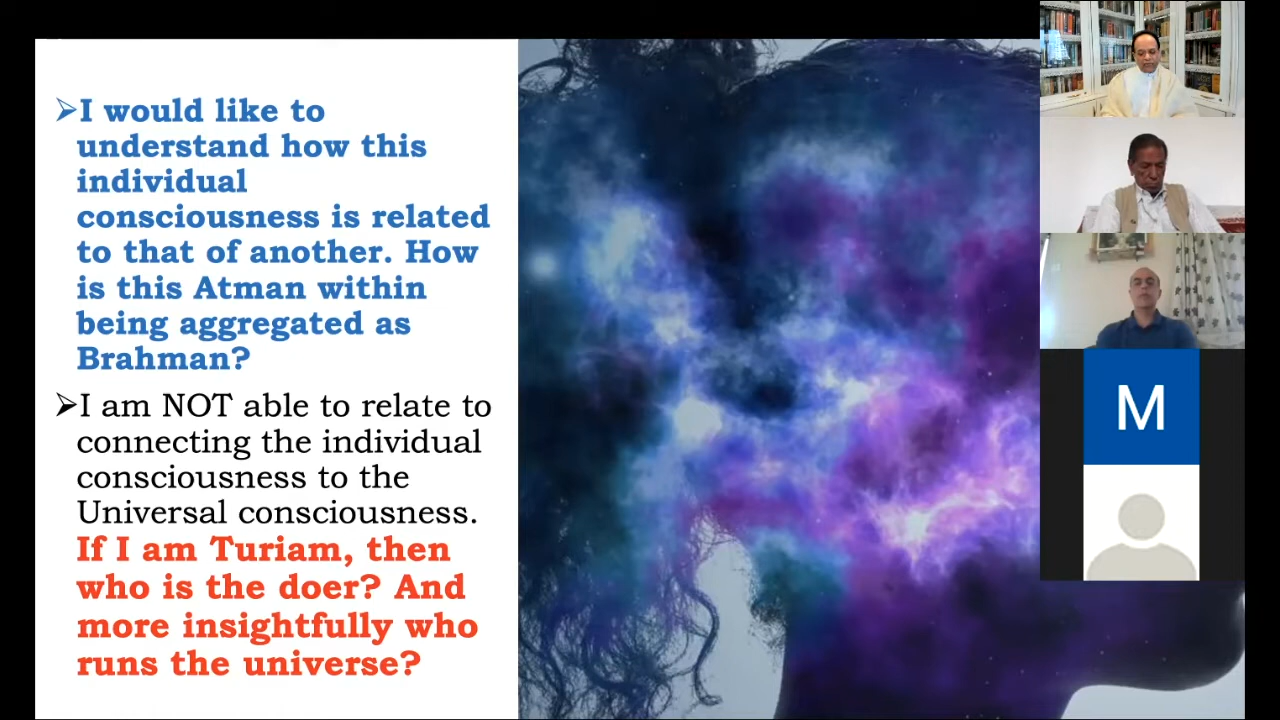 ➢I would like to
understand how this
individual
consciousness is related
to that of another. How
is this Atman within
being aggregated as
Brahman?
➢I am NOT able to relate to
connecting the individual
consciousness to the
Universal consciousness.
If I am Turiam, then
who is the doer? And
more insightfully who
runs the universe?
M